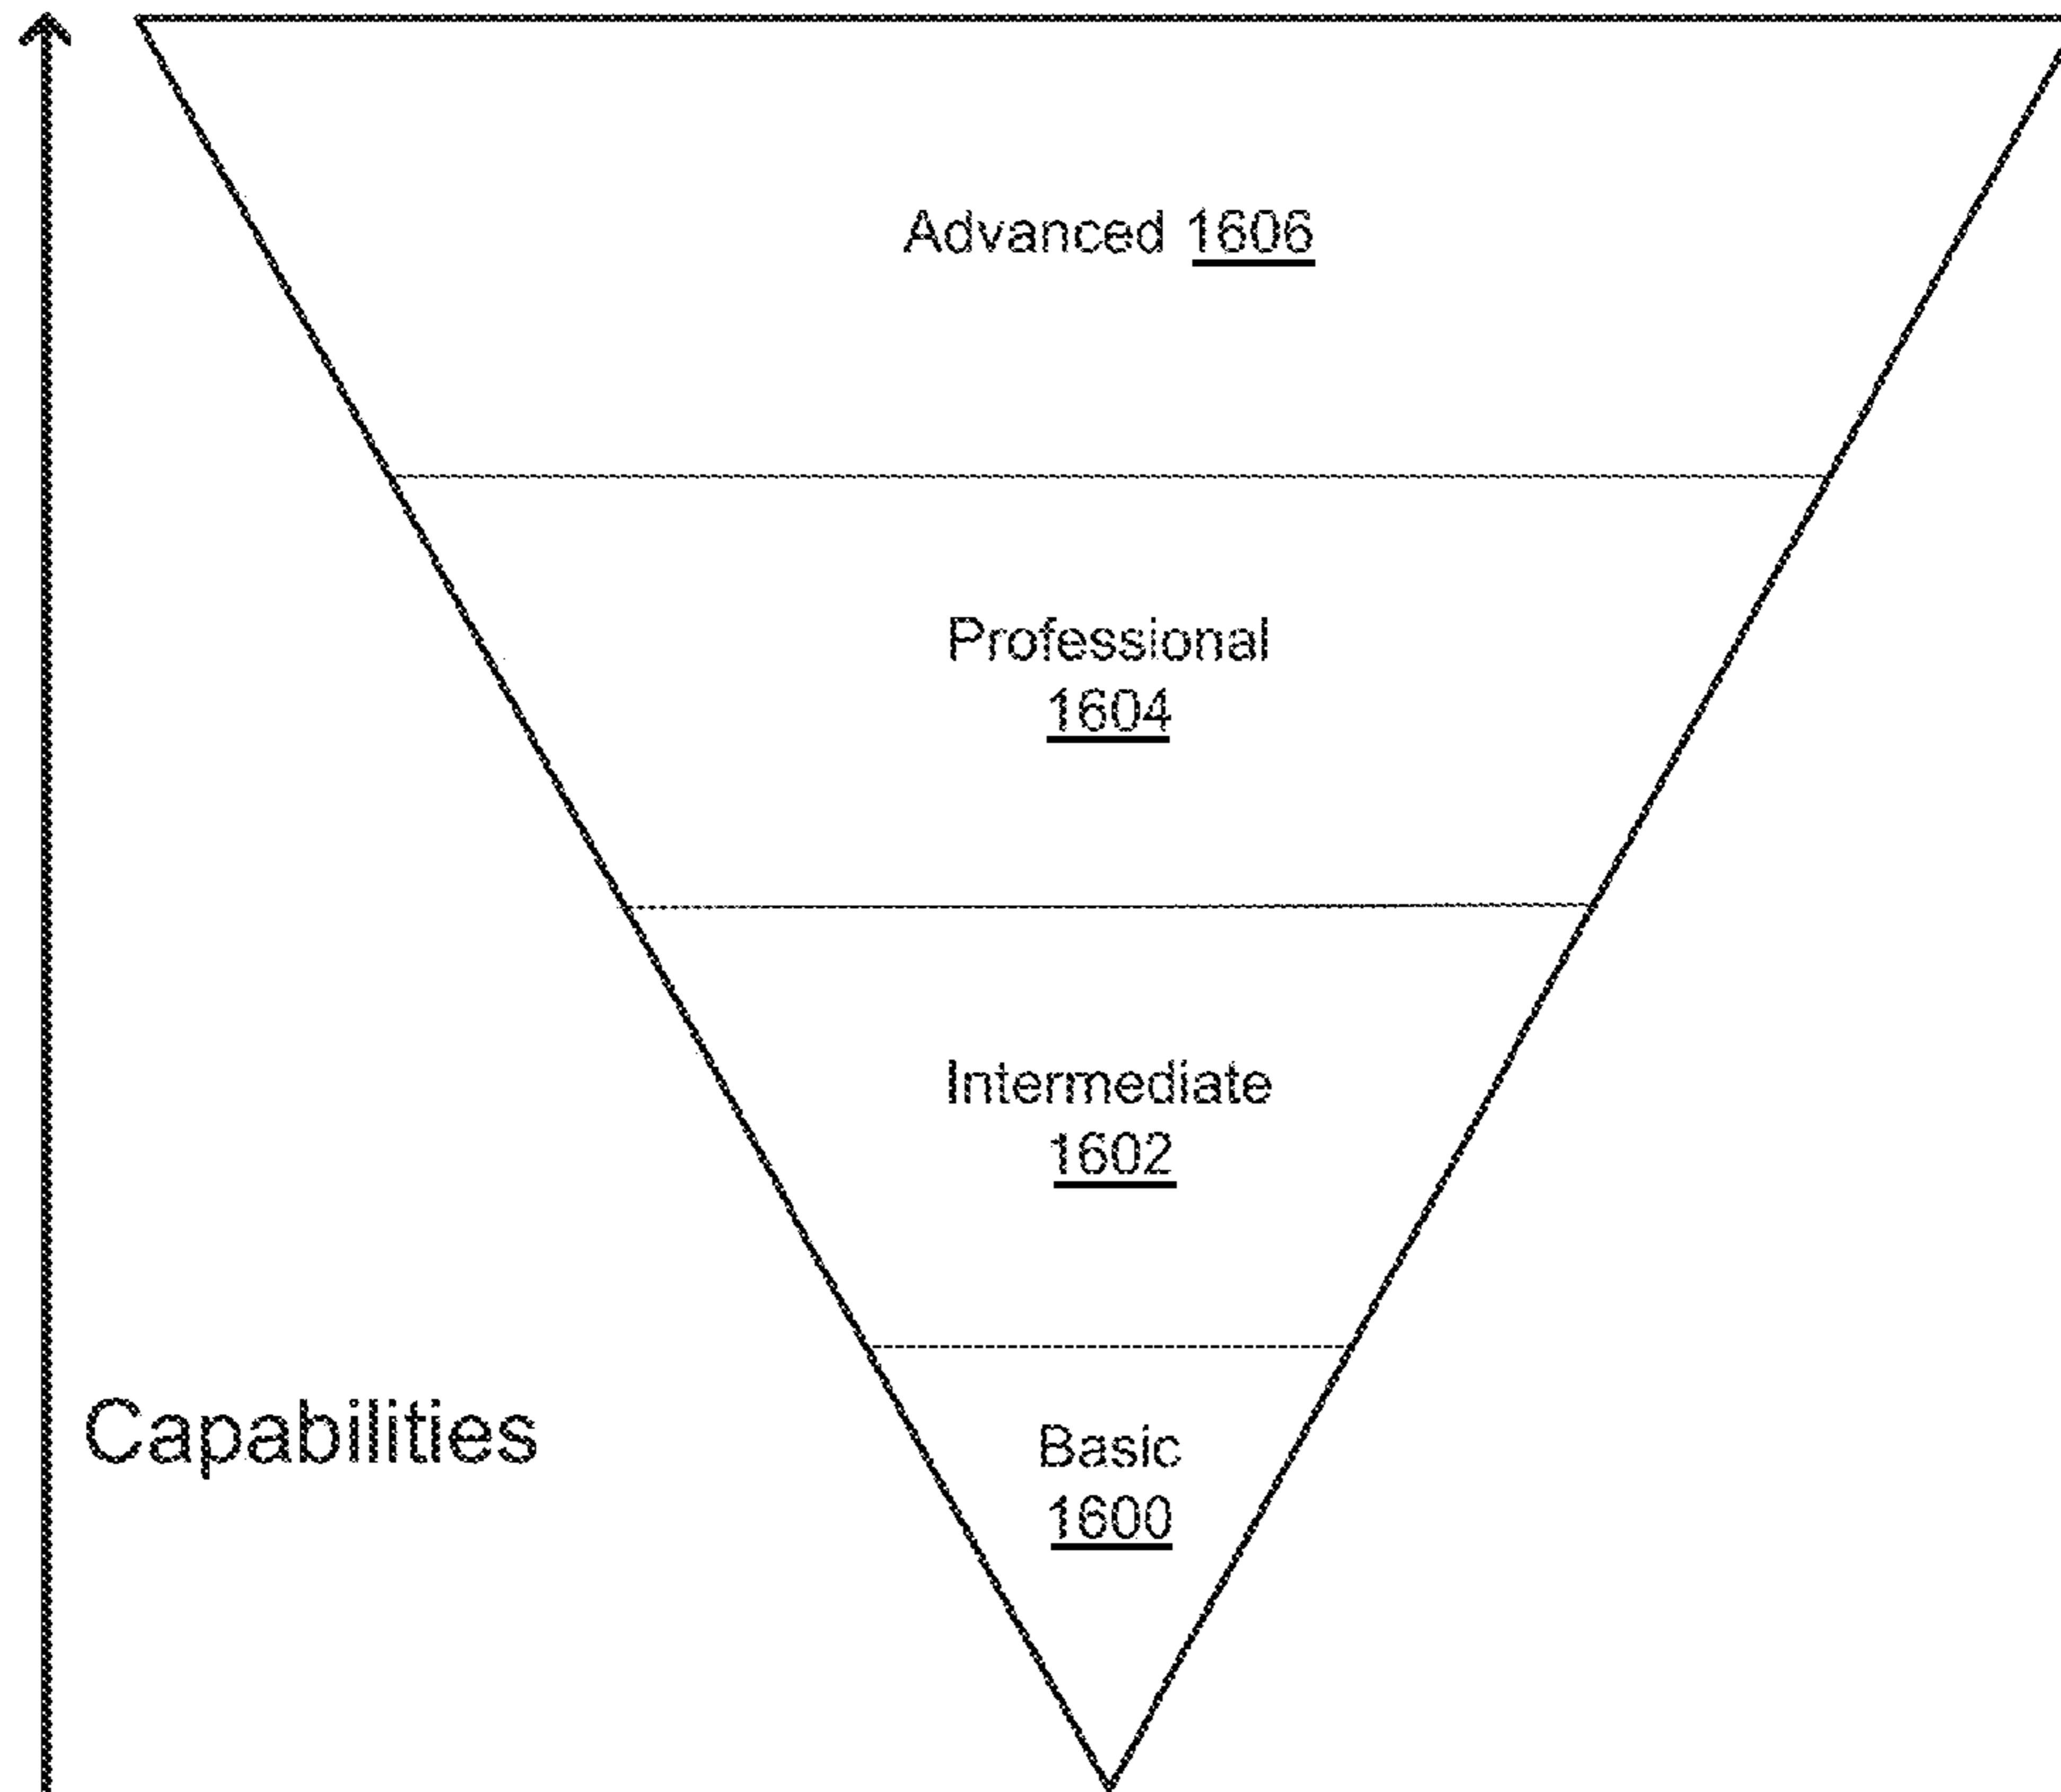 Advanced 1606
Professional
1604
Intermediate
1602
Capabilities
Basic
1600